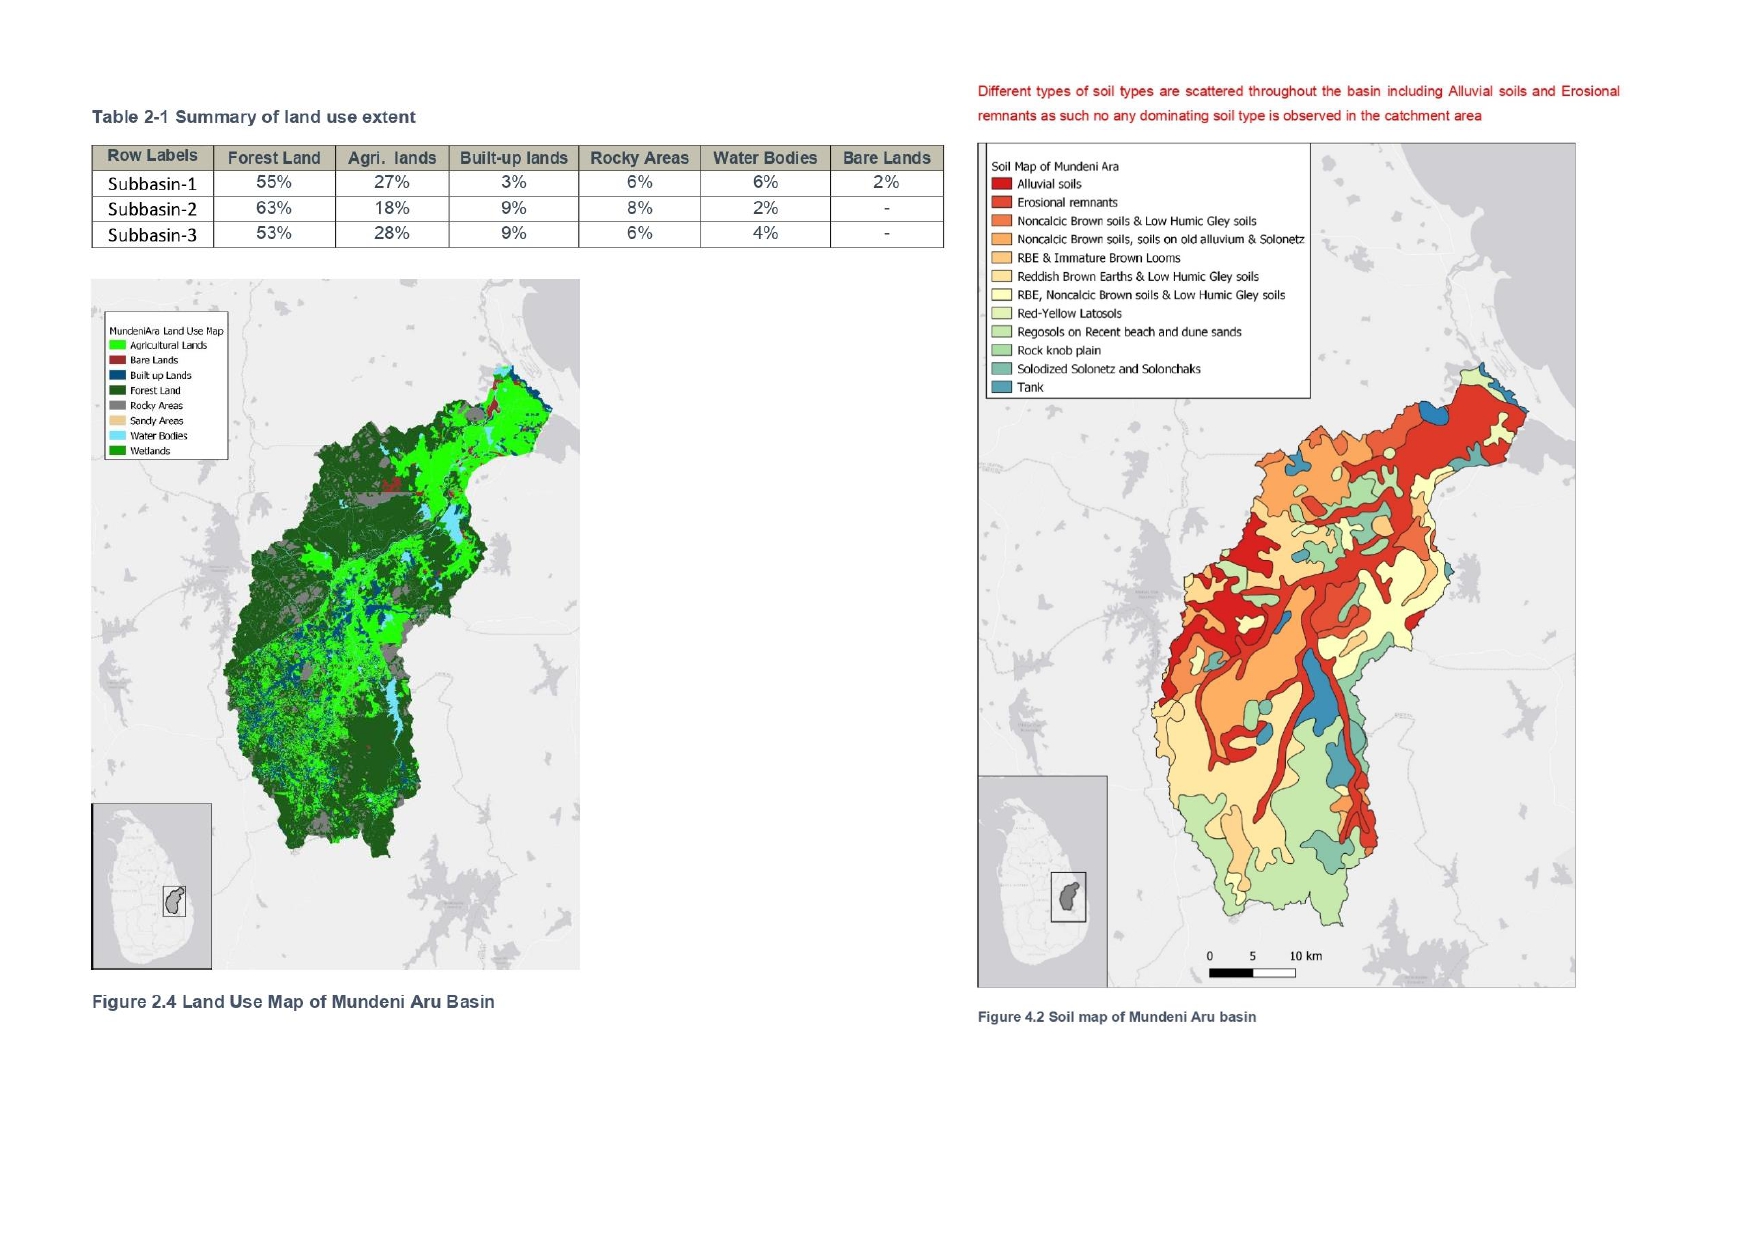 Table 2-1 Summary of land use extent
Row Labels Forest Land Agri. lands Built-up lands Rocky Areas Water Bodies Bare Lands
Subbasin-1 55% 27% 3% 6% 6% 2%
Subbasin-2 63% 18% 9% 8% 2% -
Subbasin-3 53% 28% 9% 6% 4% -
MundeniAra Land Use Map
Agricultural Lands
Bare Lands
Built up Lands
Forest Land
Rocky Areas
Sandy Areas
Water Bodies
Wetlands
Figure 2.4 Land Use Map of Mundeni Aru Basin
Different types of soil types are scattered throughout the basin including Alluvial soils and Erosional
remnants as such no any dominating soil type is observed in the catchment area
Soil Map of Mundeni Ara
Alluvial soils
Erosional remnants
Noncalcic Brown soils & Low Humic Gley soils
Noncalcic Brown soils, soils on old alluvium & Solonetz
RBE & Immature Brown Looms
Reddish Brown Earths & Low Humic Gley soils
RBE, Noncalcic Brown soils & Low Humic Gley soils
Red-Yellow Latosols
Regosols on Recent beach and dune sands
Rock knob plain
Solodized Solonetz and Solonchaks
Tank
0 5 10 km
Figure 4.2 Soil map of Mundeni Aru basin